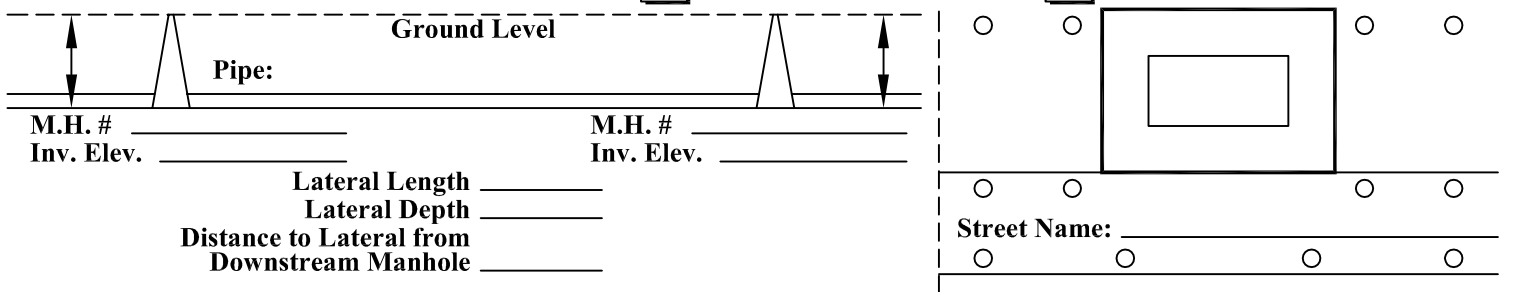 Ground Level
Pipe:
M.H. # M.H. #
Inv. Elev. Inv. Elev.
Lateral Length
Lateral Depth
Distance to Lateral from
Downstream Manhole
Street Name: